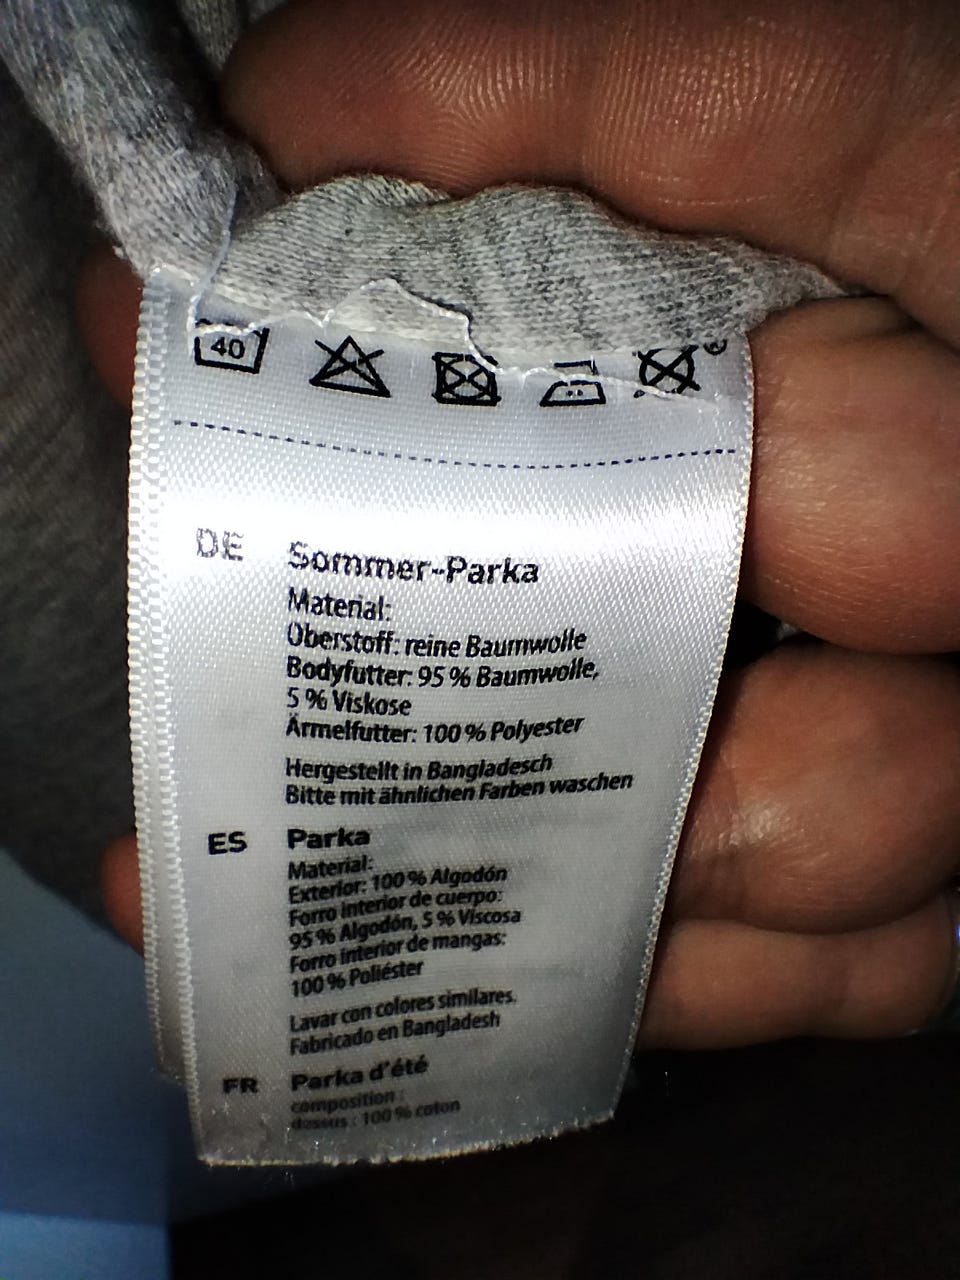 40
DE Sommer-Parka
Material:
Oberstoff: reine Baumwolle
Bodyfutter: 95 % Baumwolle,
5 % Viskose
Ärmelfutter: 100 % Polyester
Hergestellt in Bangladesch
Bitte mit ähnlichen Farben waschen
ES Parka
Material:
Exterior: 100 % Algodón
Forro interior de cuerpo:
95 % Algodón, 5 % Viscosa
Forro interior de mangas:
100 % Poliéster
Lavar con colores similares.
Fabricado en Bangladesh
FR Parka d'été
composition :
dessus : 100 % coton